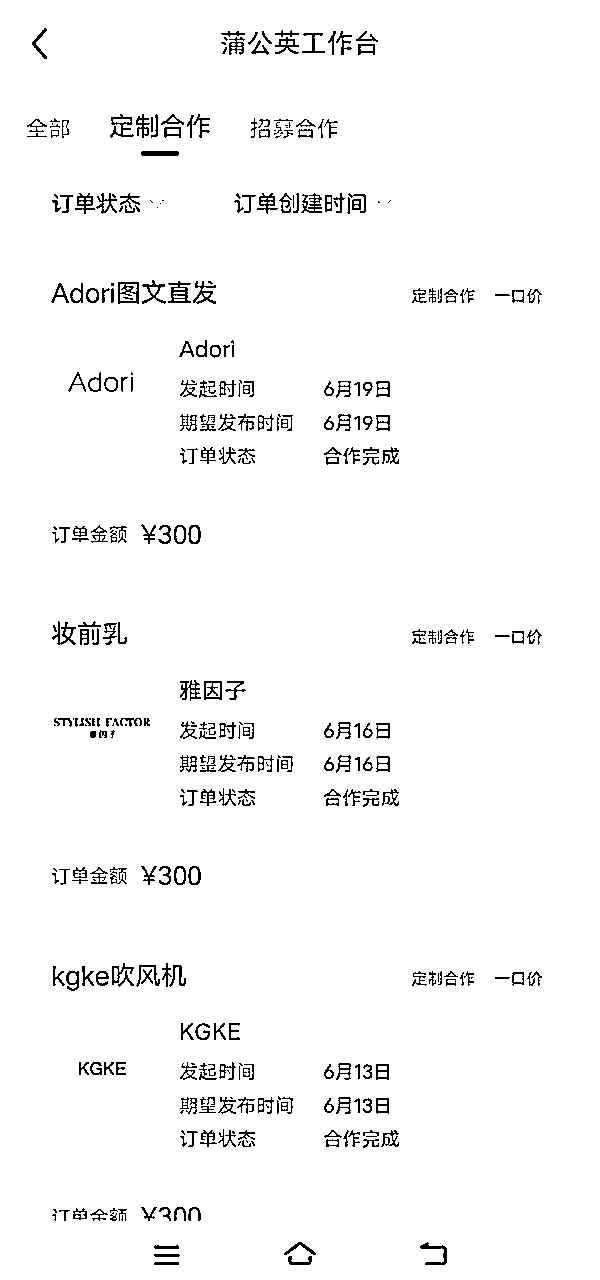 蒲公英工作台
全部 定制合作 招募合作
订单状态 订单创建时间
Adori图文直发 定制合作 一口价
Adori
Adori
发起时间 6月19日
期望发布时间 6月19日
订单状态 合作完成
订单金额 ¥300
妆前乳 定制合作 一口价
雅因子
STYLISH FACTOR
雅因子
发起时间 6月16日
期望发布时间 6月16日
订单状态 合作完成
订单金额 ¥300
kgke吹风机 定制合作 一口价
KGKE
KGKE
发起时间 6月13日
期望发布时间 6月13日
订单状态 合作完成
订单金额 ¥300